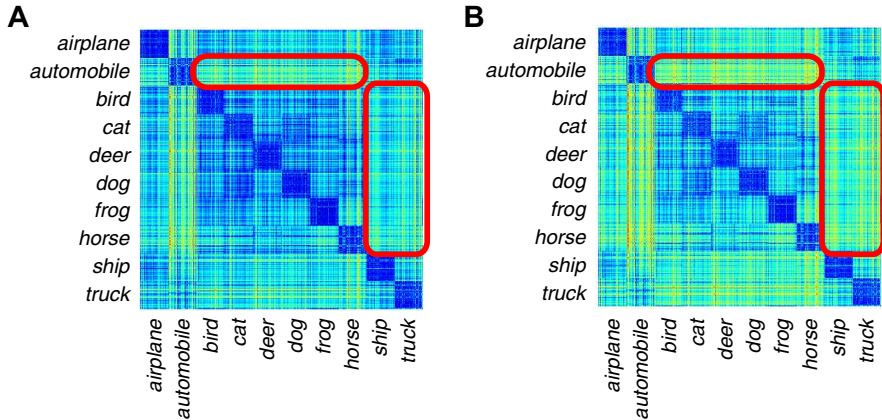 A
airplane
automobile
bird
cat
deer
dog
frog
horse
ship
truck
airplane
automobile
bird
cat
deer
dog
frog
horse
ship
truck
B
airplane
automobile
bird
cat
deer
dog
frog
horse
ship
truck
airplane
automobile
bird
cat
deer
dog
frog
horse
ship
truck